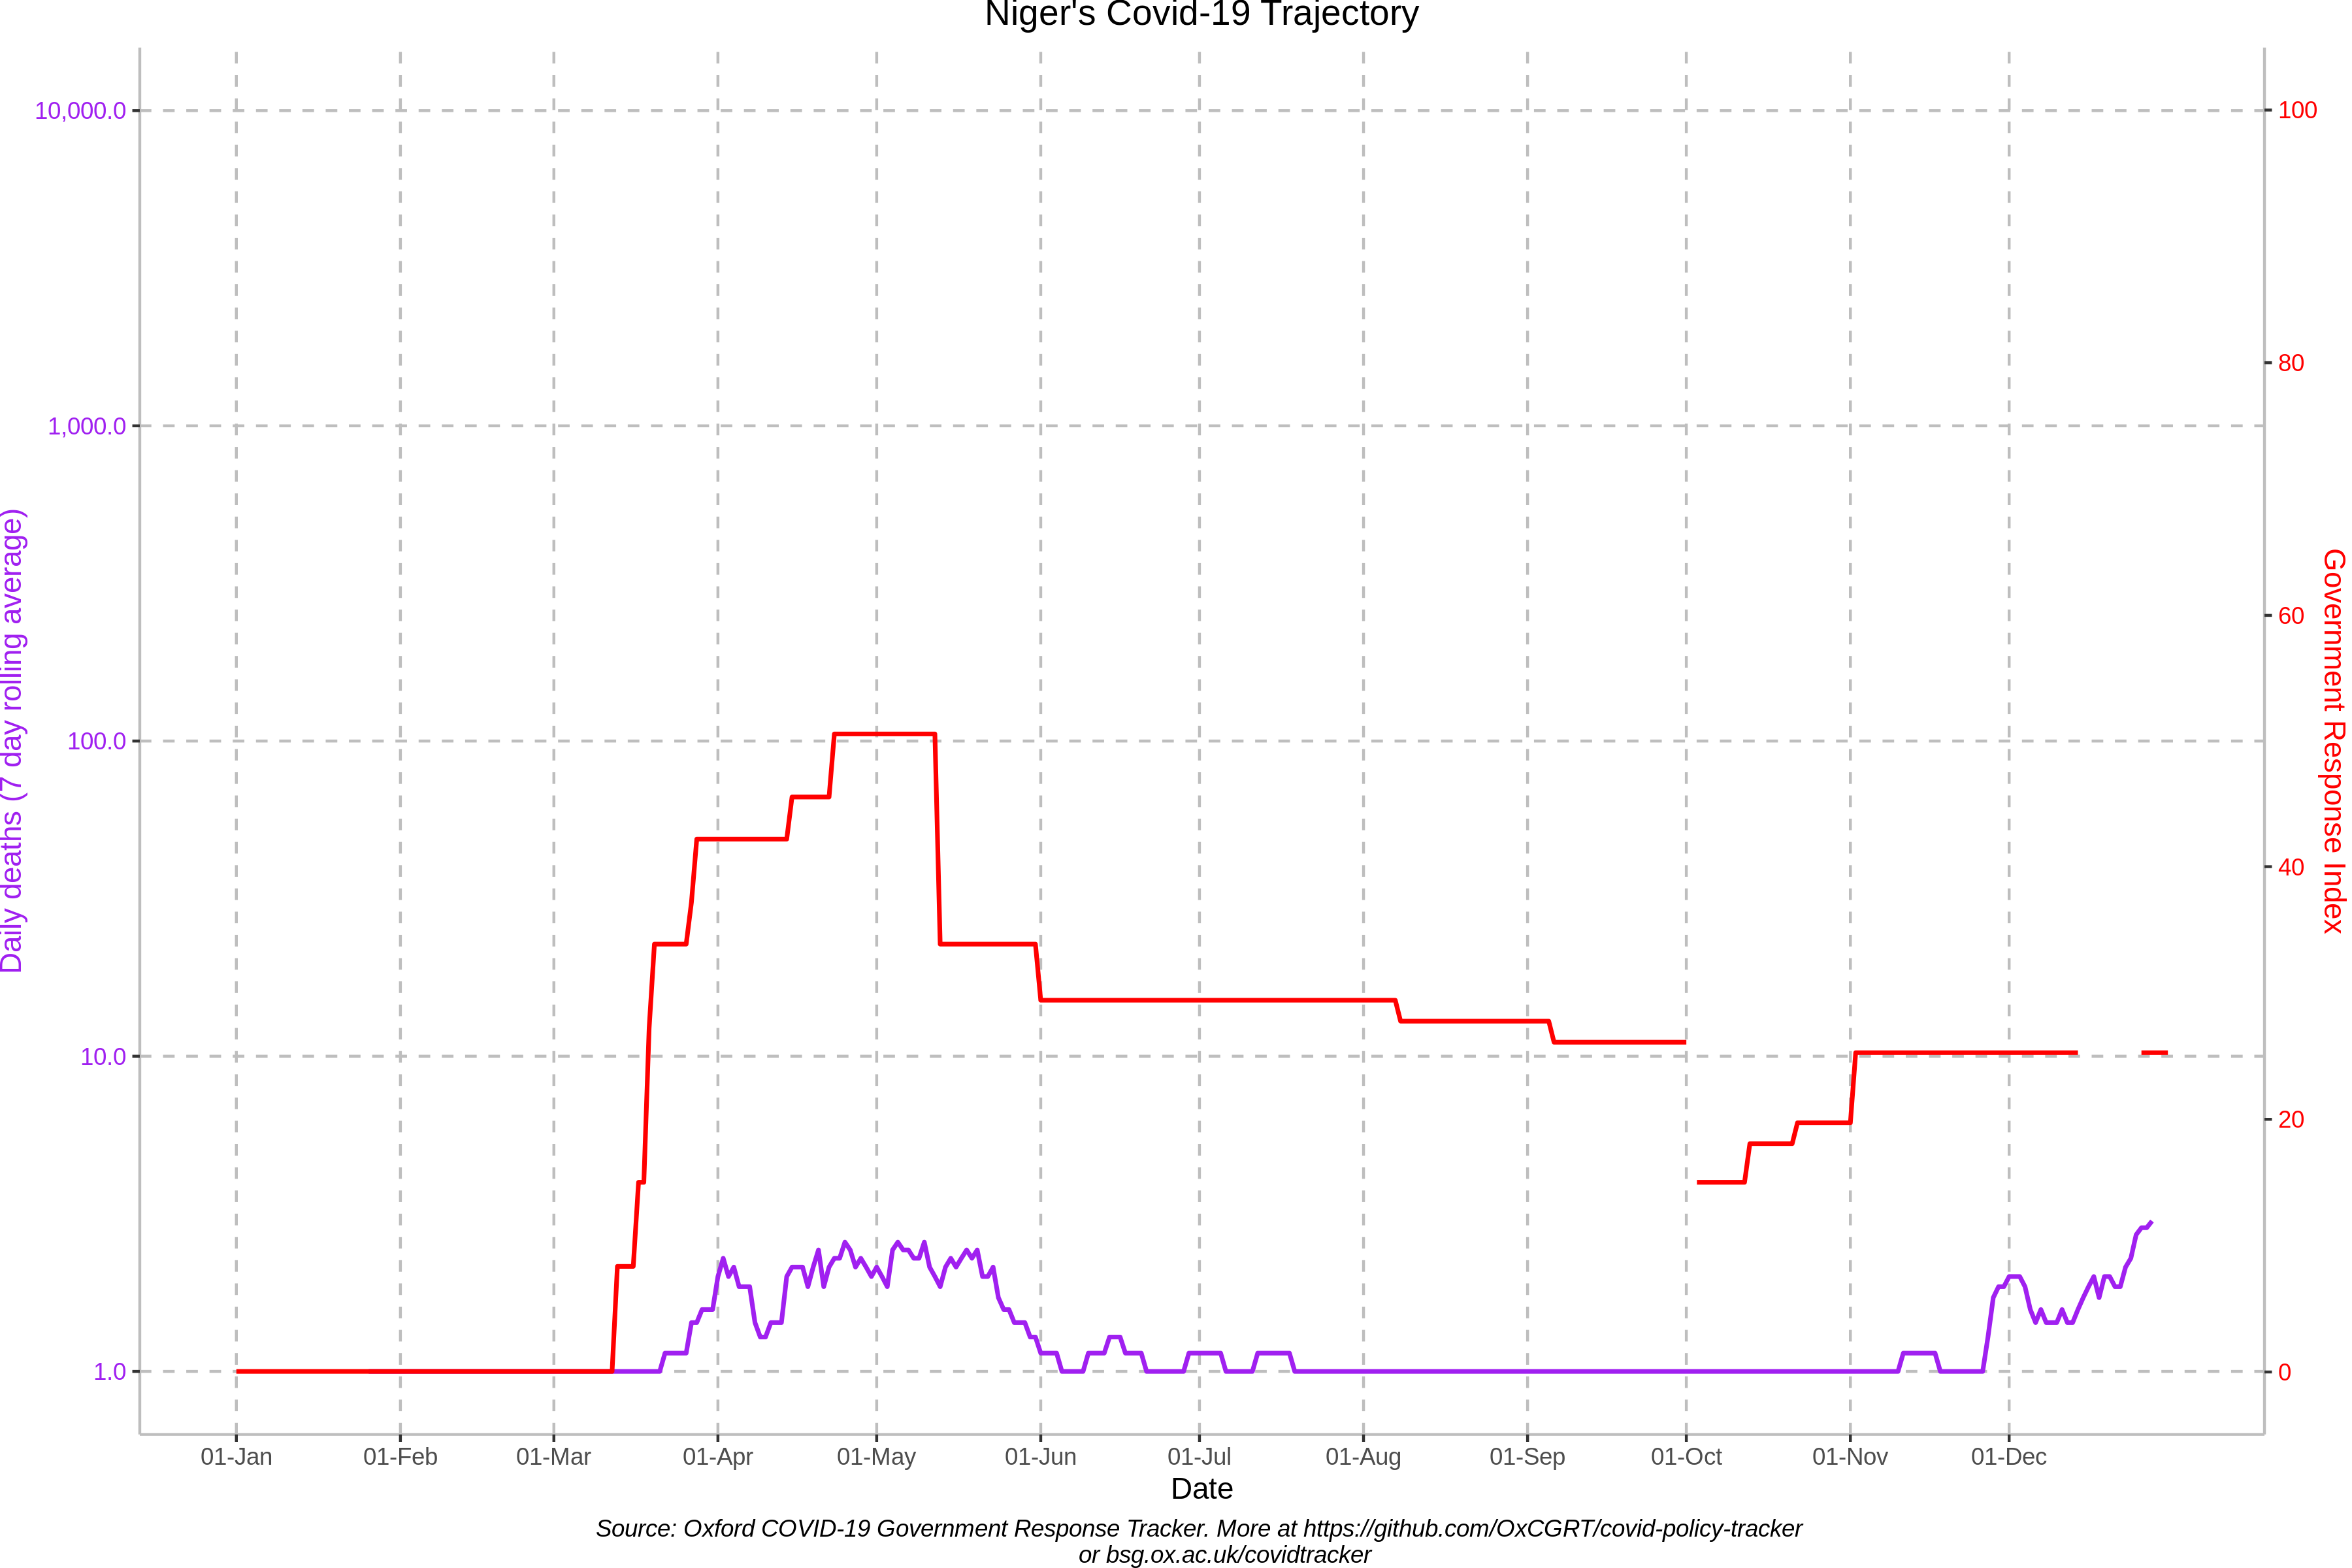 Niger's Covid-19 Trajectory
10,000.0
1,000.0
100.0
10.0
1.0
Daily deaths (7 day rolling average)
100
80
60
40
20
0
Government Response Index
01-Jan 01-Feb 01-Mar 01-Apr 01-May 01-Jun 01-Jul 01-Aug 01-Sep 01-Oct 01-Nov 01-Dec
Date
Source: Oxford COVID-19 Government Response Tracker. More at https://github.com/OxCGRT/covid-policy-tracker
or bsg.ox.ac.uk/covidtracker